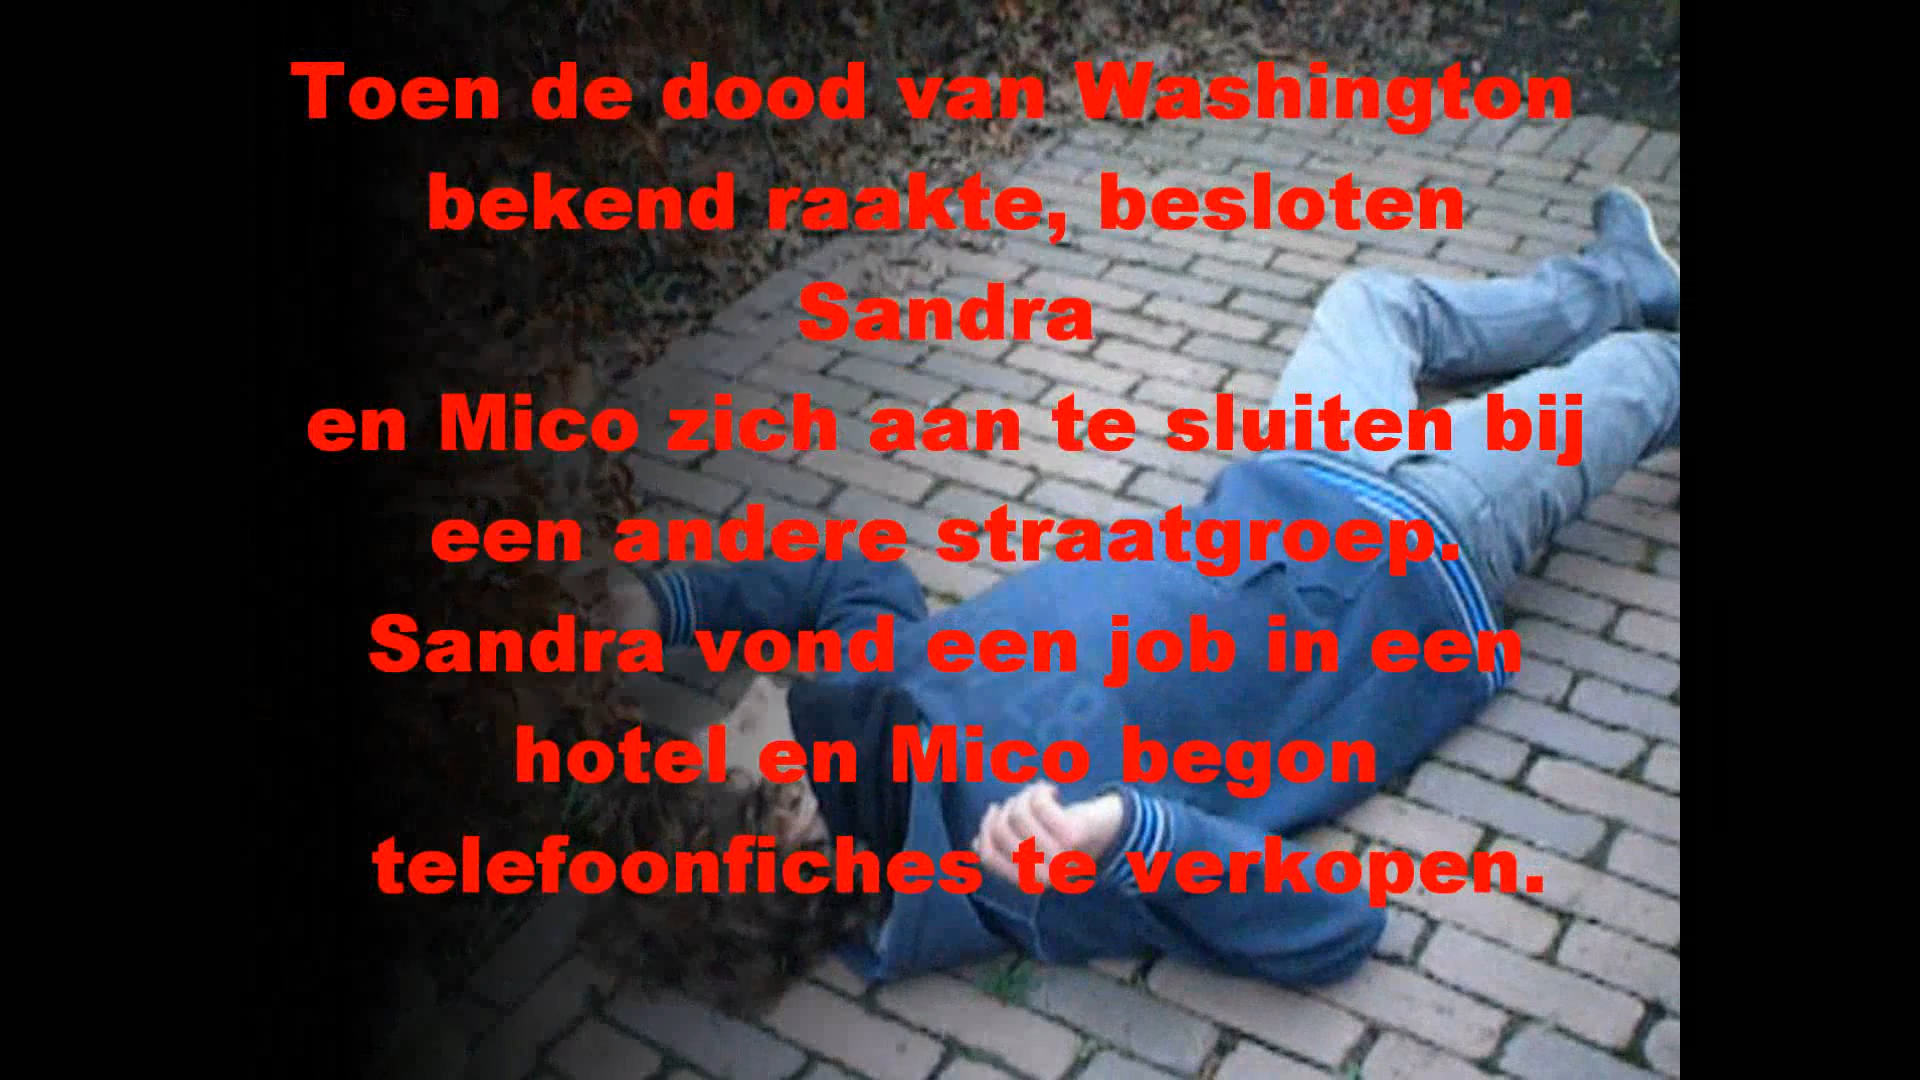 Toen de dood van Washington
bekend raakte, besloten
Sandra
en Mico zich aan te sluiten bij
een andere straatgroep.
Sandra vond een job in een
hotel en Mico begon
telefoonfiches te verkopen.